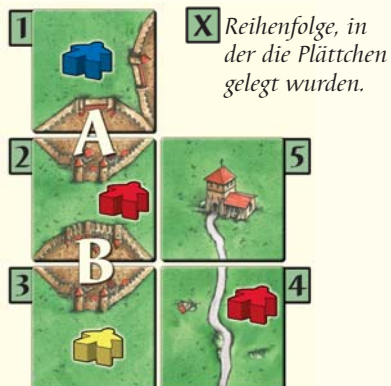 1
X Reihenfolge, in
der die Plättchen
gelegt wurden.
A
2
5
B
3
4